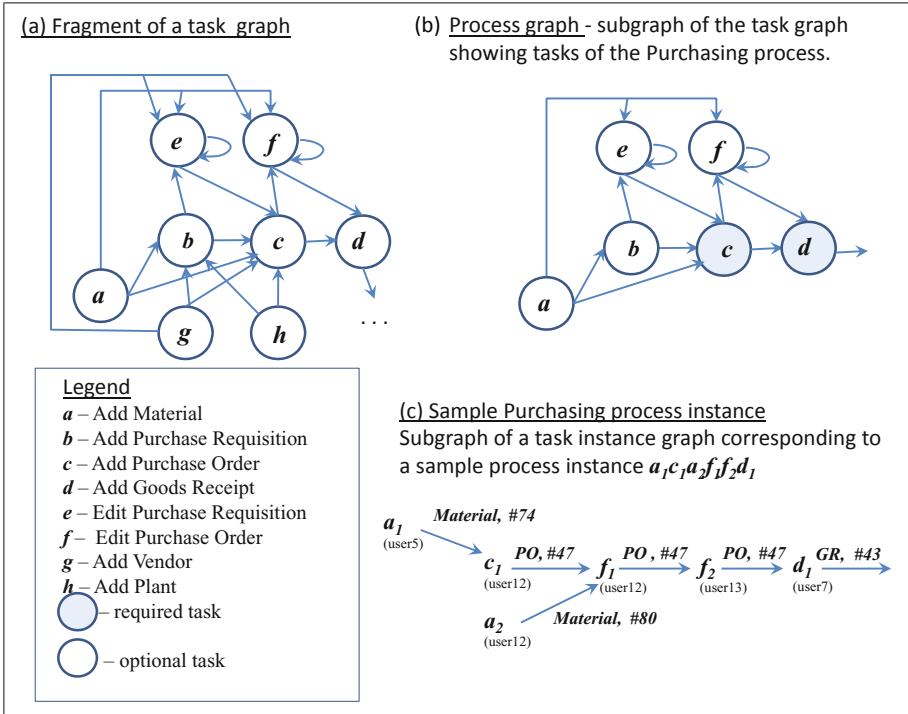 (a) Fragment of a task graph
e
f
b
c
d
a
g
h
. . .
(b) Process graph - subgraph of the task graph
showing tasks of the Purchasing process.
e
f
b
c
d
a
Legend
a – Add Material
b – Add Purchase Requisition
c – Add Purchase Order
d – Add Goods Receipt
e – Edit Purchase Requisition
f – Edit Purchase Order
g – Add Vendor
h – Add Plant
– required task
– optional task
(c) Sample Purchasing process instance
Subgraph of a task instance graph corresponding to
a sample process instance a1c1a2f1f2d1
a1 Material, #74
(user5)
c1 PO, #47 f1 PO , #47 f2 PO, #47 d1 GR, #43
(user12) (user12) (user13) (user7)
a2 Material, #80
(user12)